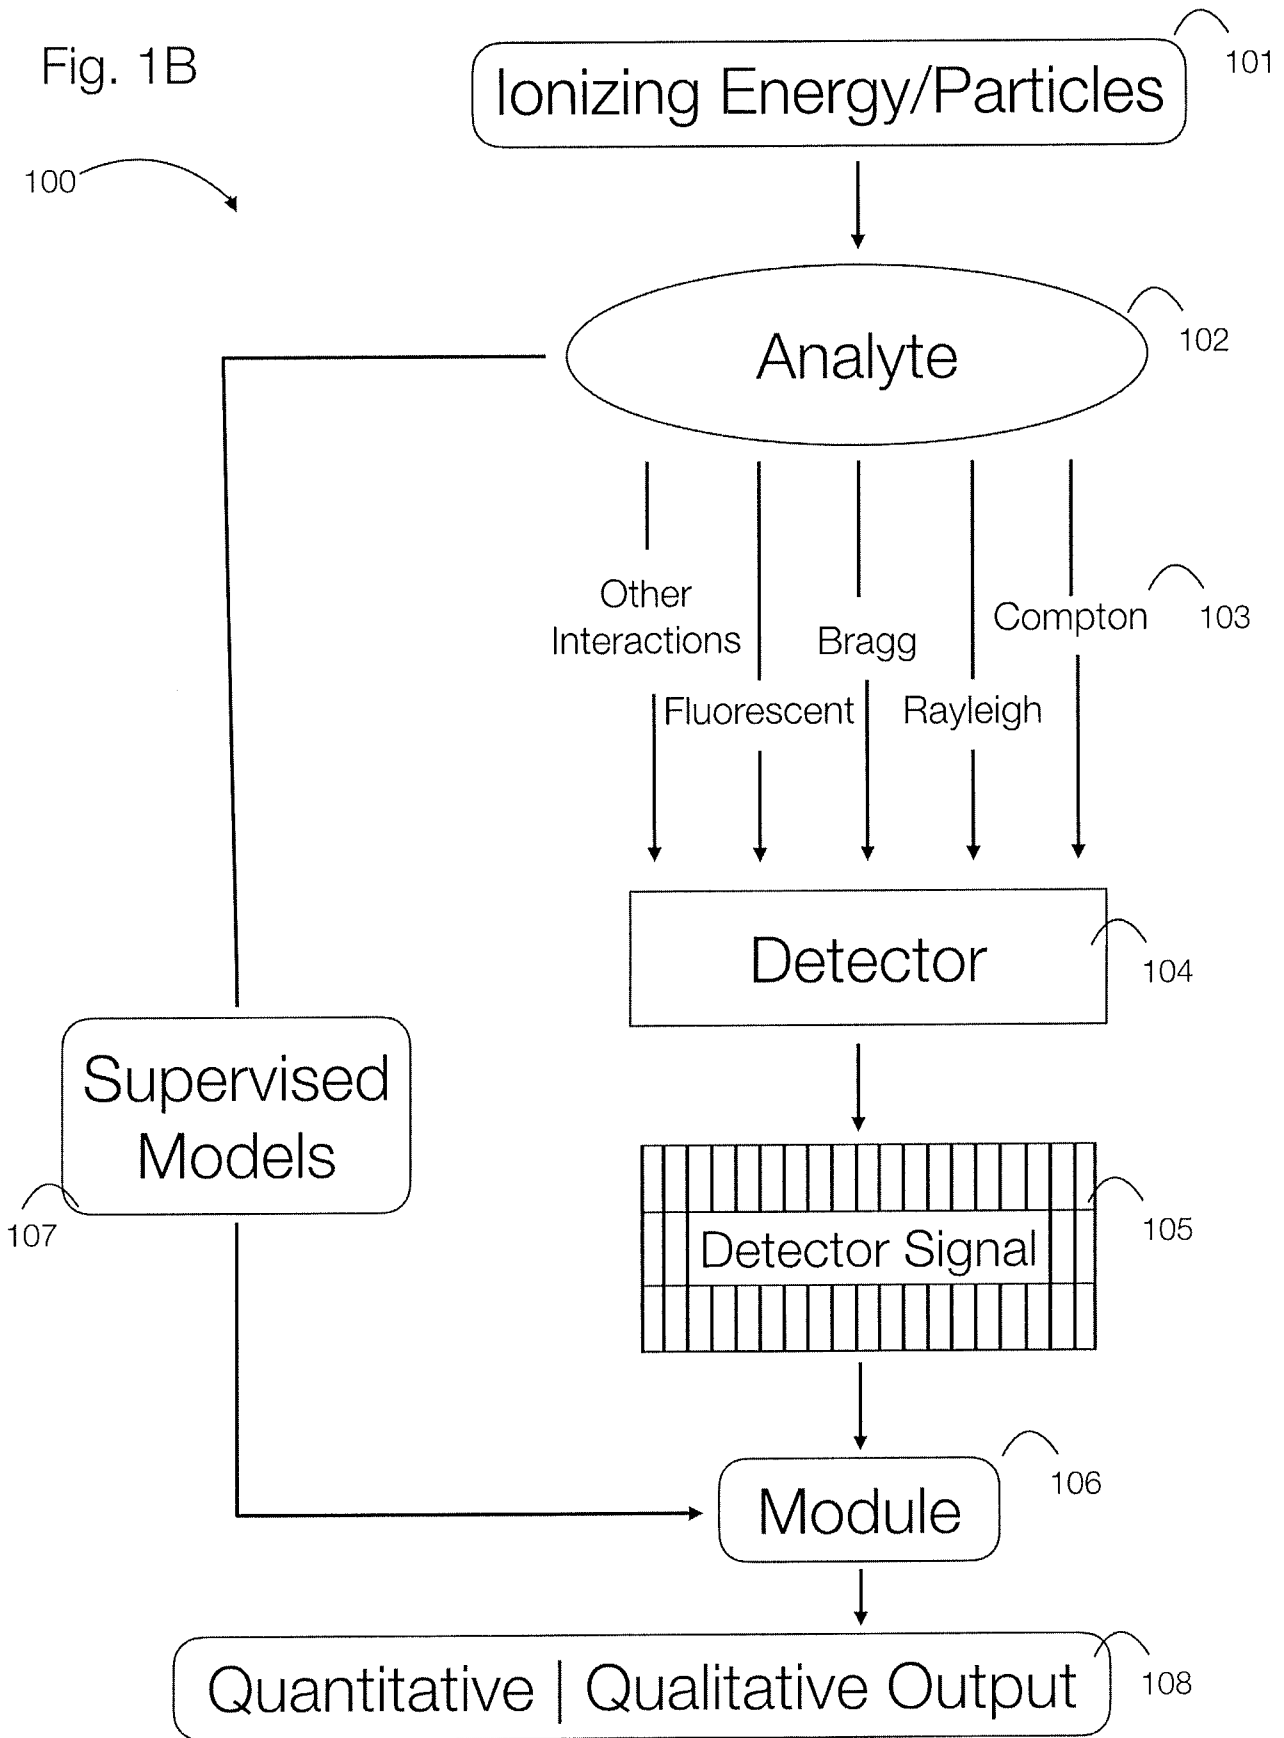 Fig. 1B
101
Ionizing Energy/Particles
100
102
Analyte
Other
Interactions
Fluorescent
Bragg
Rayleigh
Compton
103
Detector
104
Supervised
Models
107
Detector Signal
105
Module
106
Quantitative | Qualitative Output
108